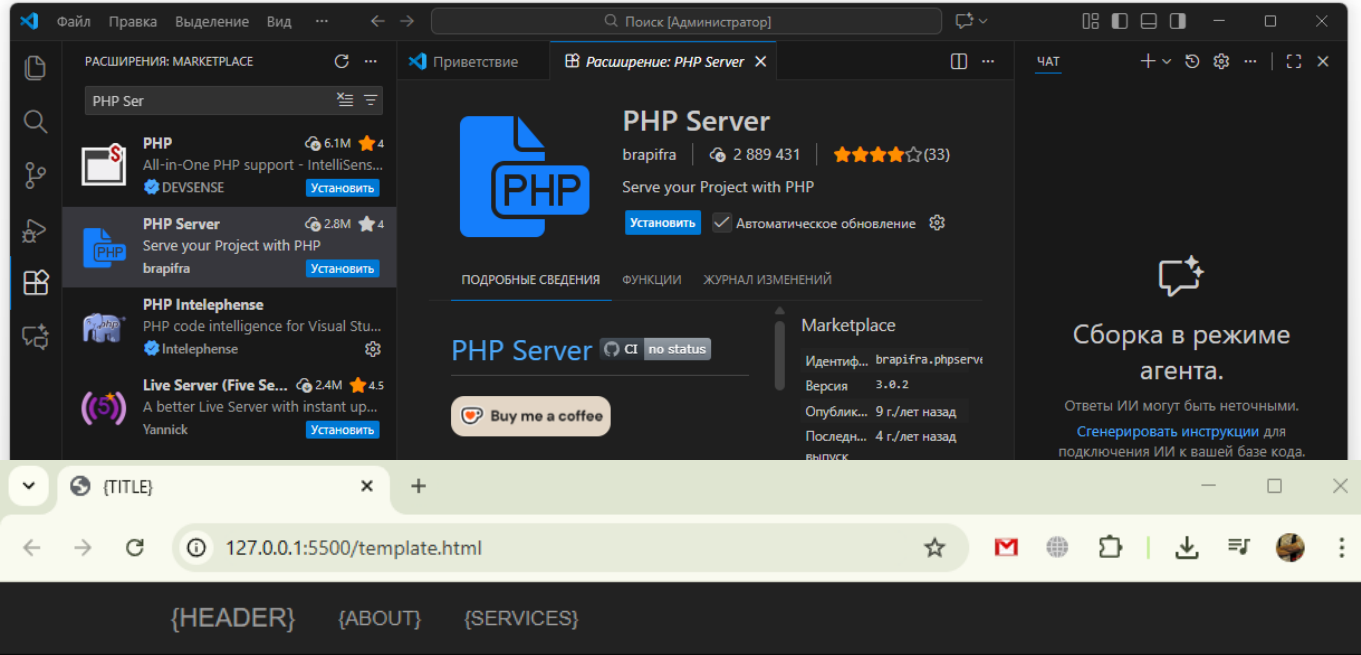 Файл Правка Выделение Вид ··· Поиск [Администратор]
РАСШИРЕНИЯ: MARKETPLACE
PHP Ser
PHP 6.1M 4
All-in-One PHP support - IntelliSens...
DEVSENSE Установить
PHP Server 2.8M 4
Serve your Project with PHP
brapifra Установить
PHP Intelephense
PHP code intelligence for Visual Stu...
Intelephense
Live Server (Five Se... 2.4M 4.5
A better Live Server with instant up...
Yannick Установить
Приветствие Расширение: PHP Server
PHP
PHP Server
brapifra 2 889 431 (33)
Serve your Project with PHP
Установить Автоматическое обновление
ПОДРОБНЫЕ СВЕДЕНИЯ ФУНКЦИИ ЖУРНАЛ ИЗМЕНЕНИЙ
PHP Server CI no status
Buy me a coffee
Marketplace
Идентиф... brapifra.phpserve
Версия 3.0.2
Опублик... 9 г./лет назад
Последн... 4 г./лет назад
выпуск
ЧАТ
Сборка в режиме
агента.
Ответы ИИ могут быть неточными.
Сгенерировать инструкции для
подключения ИИ к вашей базе кода.
{TITLE}
127.0.0.1:5500/template.html
{HEADER} {ABOUT} {SERVICES}